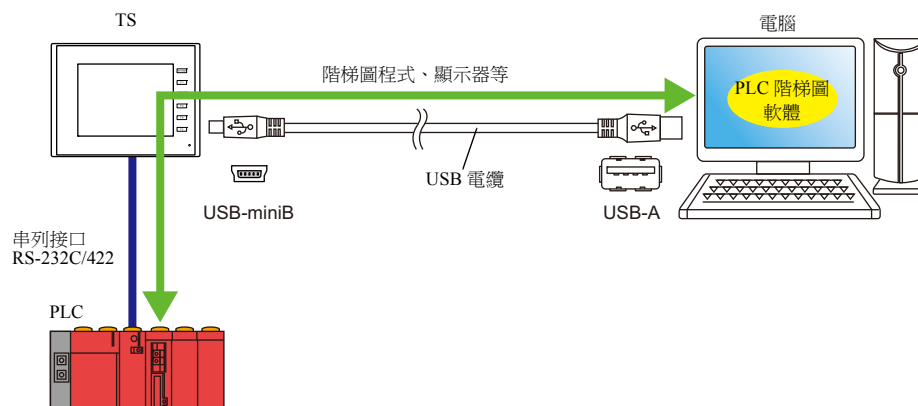 TS
電腦
階梯圖程式、顯示器等
PLC 階梯圖
軟體
USB 電纜
USB-miniB
USB-A
串列接口
RS-232C/422
PLC